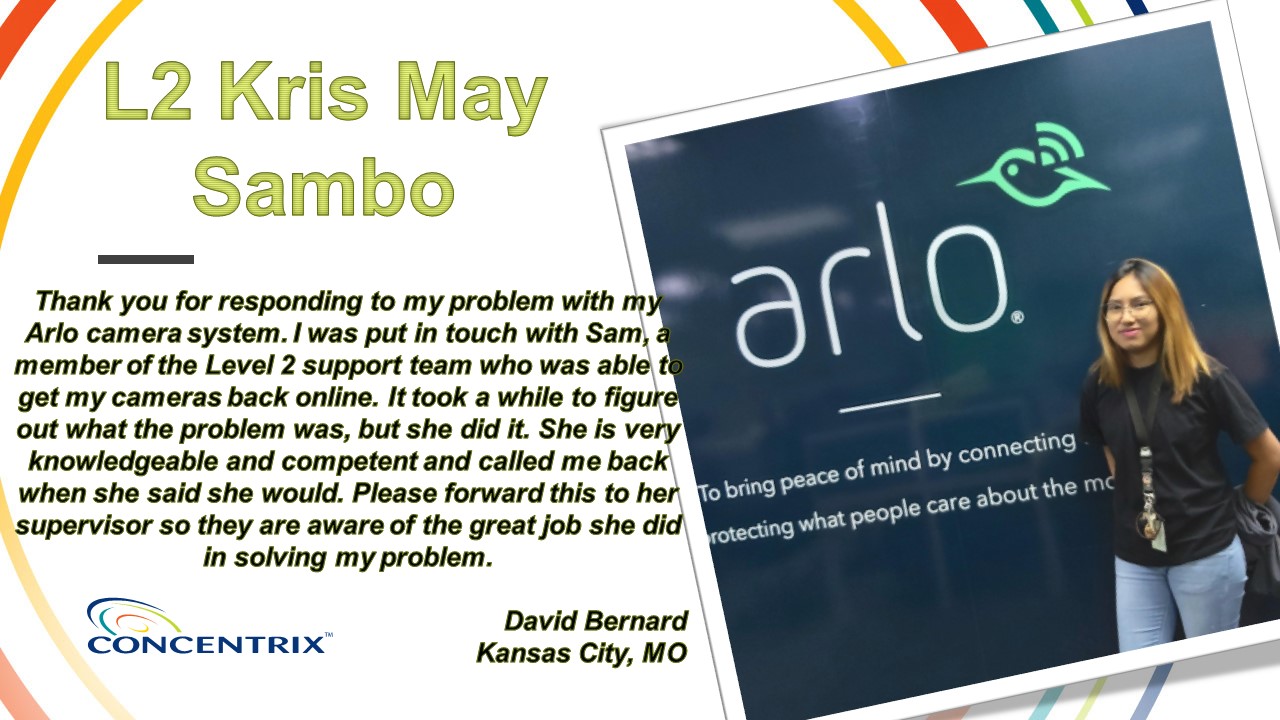 L2 Kris May
Sambo
Thank you for responding to my problem with my
Arlo camera system. I was put in touch with Sam, a
member of the Level 2 support team who was able to
get my cameras back online. It took a while to figure
out what the problem was, but she did it. She is very
knowledgeable and competent and called me back
when she said she would. Please forward this to her
supervisor so they are aware of the great job she did
in solving my problem.
David Bernard
Kansas City, MO
CONCENTRIX™
arlo®
To bring peace of mind by connecting
protecting what people care about the mo